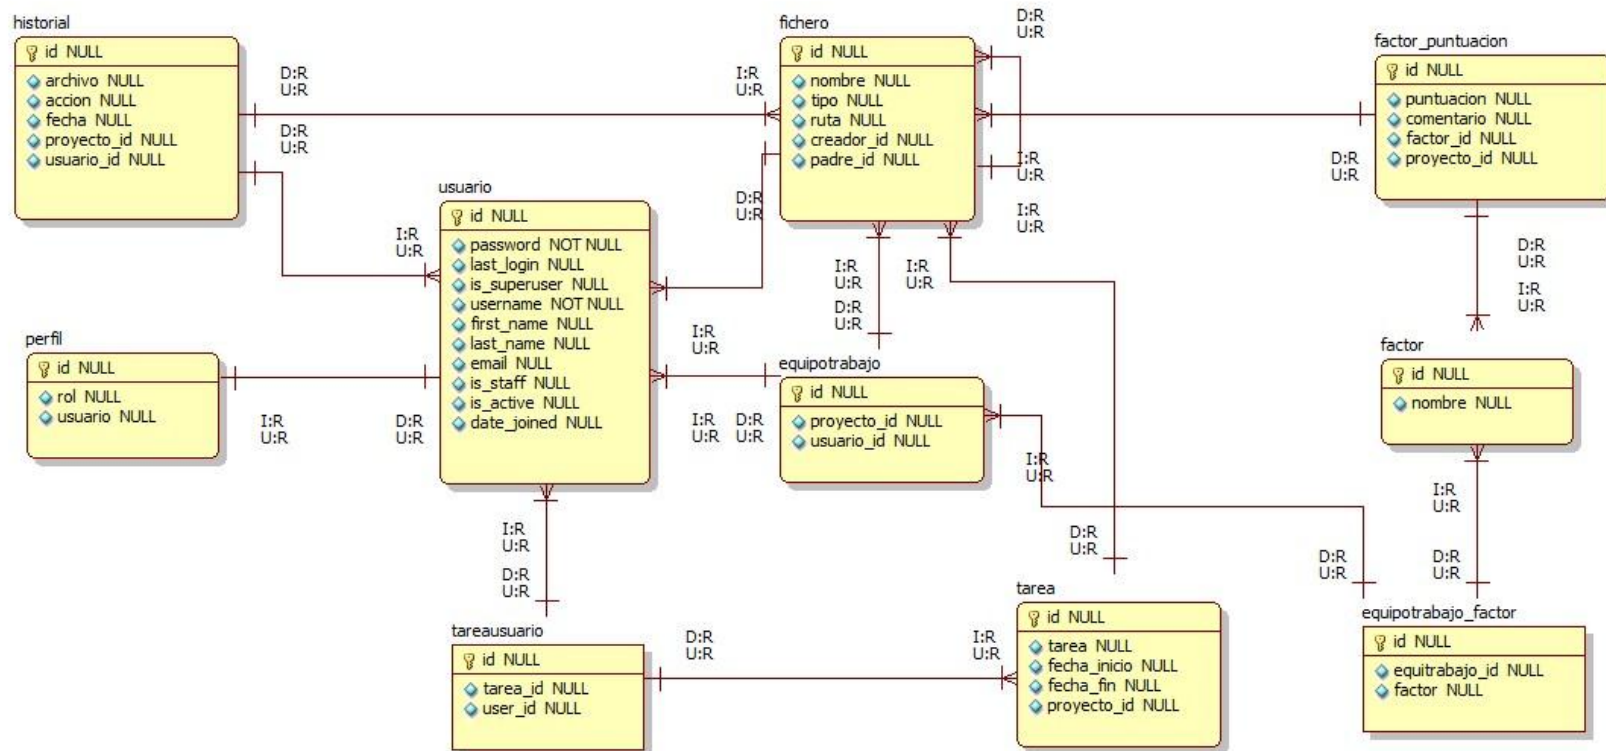 historial
id NULL
archivo NULL
accion NULL
fecha NULL
proyecto_id NULL
usuario_id NULL
D:R
U:R
D:R
U:R
I:R
U:R
fichero
id NULL
nombre NULL
tipo NULL
ruta NULL
creador_id NULL
padre_id NULL
D:R
U:R
I:R
U:R
I:R
U:R
D:R
U:R
factor_puntuacion
id NULL
puntuacion NULL
comentario NULL
factor_id NULL
proyecto_id NULL
D:R
U:R
I:R
U:R
usuario
id NULL
password NOT NULL
last_login NULL
is_superuser NULL
username NOT NULL
first_name NULL
last_name NULL
email NULL
is_staff NULL
is_active NULL
date_joined NULL
I:R
U:R
D:R
U:R
I:R
U:R
D:R
U:R
I:R
U:R
perfil
id NULL
rol NULL
usuario NULL
I:R
U:R
D:R
U:R
I:R
U:R
I:R
U:R
D:R
U:R
equipotrabajo
id NULL
proyecto_id NULL
usuario_id NULL
I:R
U:R
factor
id NULL
nombre NULL
I:R
U:R
D:R
U:R
D:R
U:R
D:R
U:R
I:R
U:R
D:R
U:R
tareausuario
id NULL
tarea_id NULL
user_id NULL
D:R
U:R
I:R
U:R
tarea
id NULL
tarea NULL
fecha_inicio NULL
fecha_fin NULL
proyecto_id NULL
equipotrabajo_factor
id NULL
equitrabajo_id NULL
factor NULL